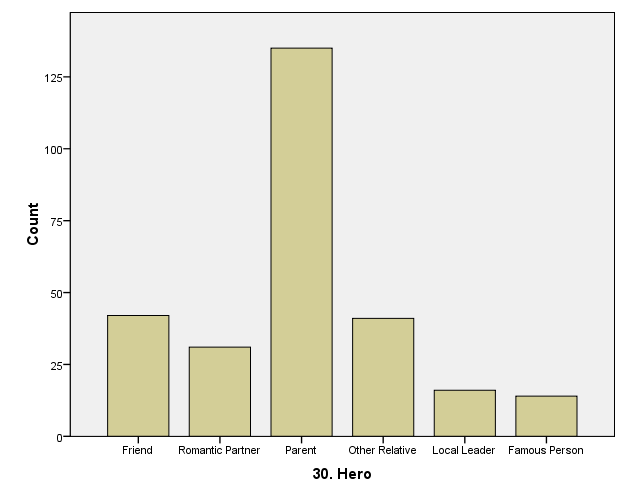 Count
125
100
75
50
25
0
Friend Romantic Partner Parent Other Relative Local Leader Famous Person
30. Hero